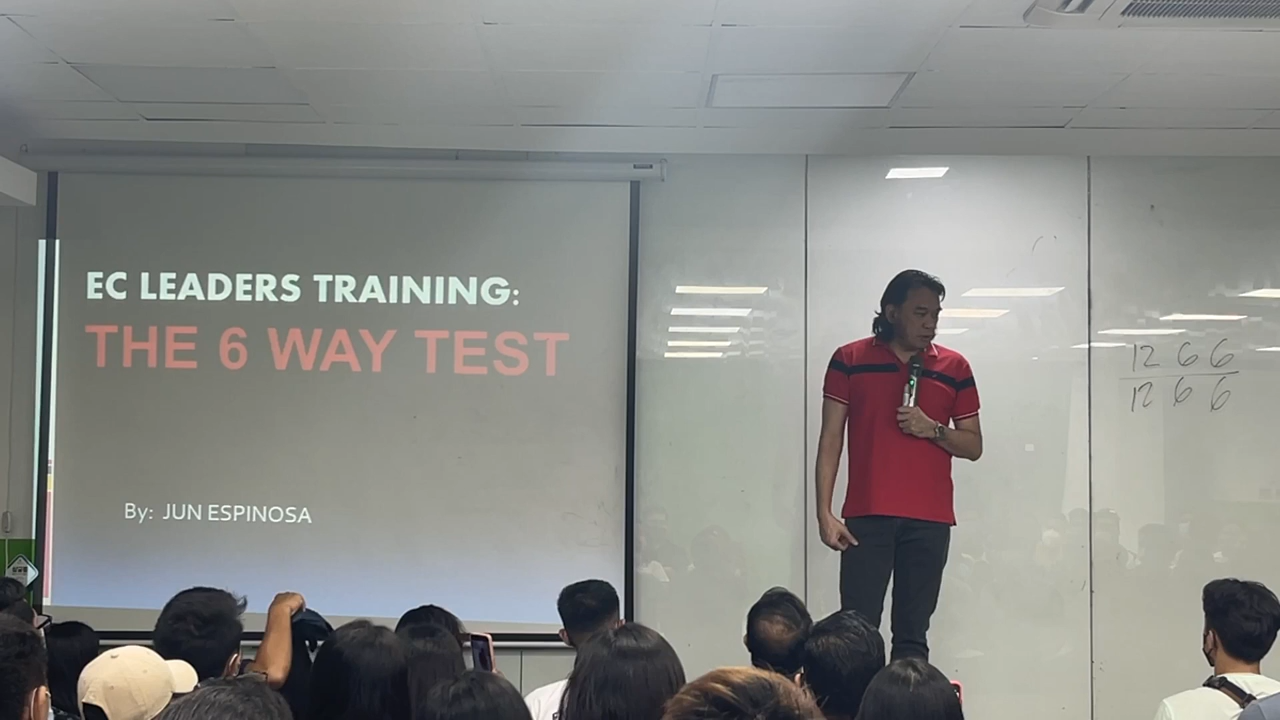 EC LEADERS TRAINING:
THE 6 WAY TEST
By: JUN ESPINOSA
12 6 6
12 6 6